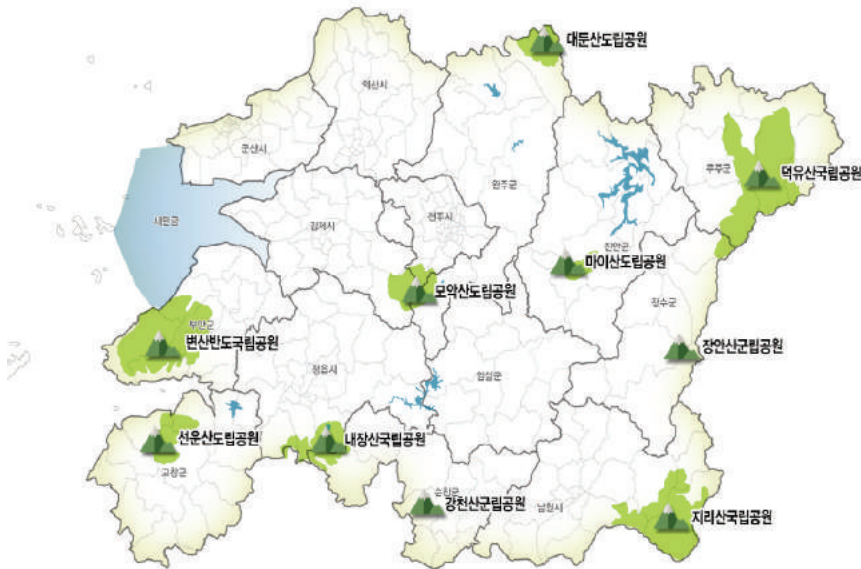 대둔산도립공원
익산시
군산시
무주군
덕유산국립공원
완주군
새만금
김제시
전주시
진안군
마이산도립공원
모악산도립공원
장수군
부안군
변산반도국립공원
장안산군립공원
정읍시
임실군
선운산도립공원
내장산국립공원
고창군
순창군
강천산군립공원
남원시
지리산국립공원